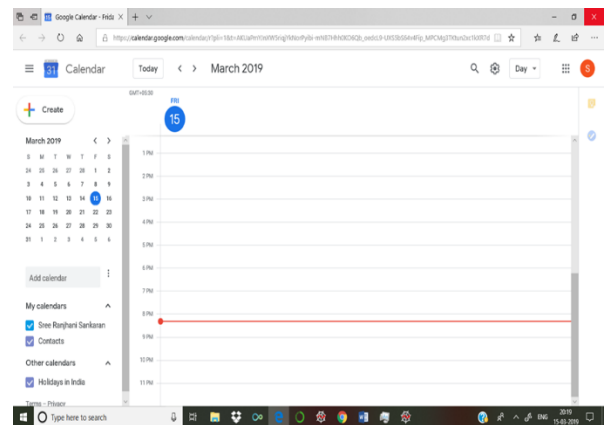 Google Calendar - Frida
https://calendar.google.com/calendar/r?pli=1&t=
31 Calendar Today March 2019 Day S
Create
GMT+05:30
FRI
15
March 2019
S M T W T F S
24 25 26 27 28 1 2
3 4 5 6 7 8 9
10 11 12 13 14 15 16
17 18 19 20 21 22 23
24 25 26 27 28 29 30
31 1 2 3 4 5 6
1 PM
2 PM
3 PM
4 PM
5 PM
6 PM
7 PM
8 PM
9 PM
10 PM
11 PM
Add calendar
My calendars
Sree Ranjhani Sankaran
Contacts
Other calendars
Holidays in India
Terms - Privacy
Type here to search
ENG
20:19
15-03-2019